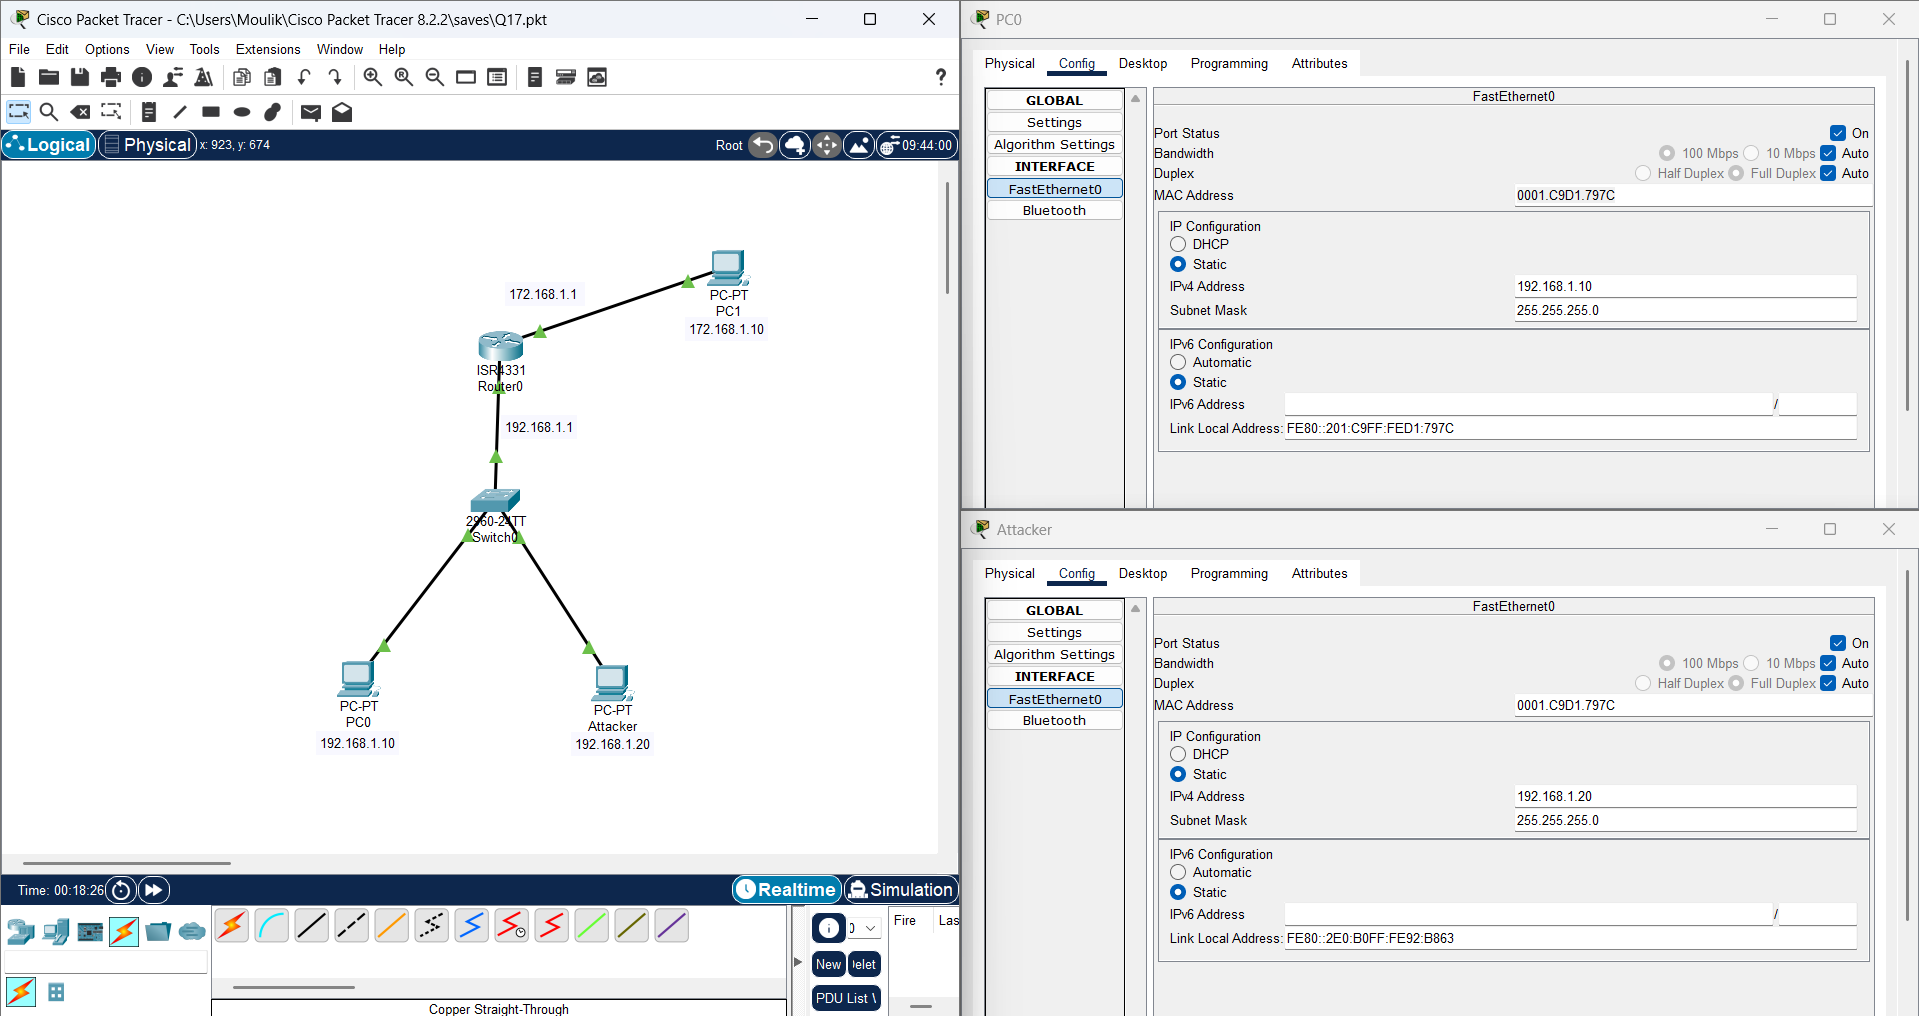 Cisco Packet Tracer - C:\Users\Moulik\Cisco Packet Tracer 8.2.2\saves\Q17.pkt
File Edit Options View Tools Extensions Window Help
?
Logical Physical x: 923, y: 674 Root 09:44:00
172.168.1.1
PC-PT
PC1
172.168.1.10
ISR4331
Router0
192.168.1.1
2960-24TT
Switch0
PC-PT
PC0
192.168.1.10
PC-PT
Attacker
192.168.1.20
Time: 00:18:26 Realtime Simulation
0 Fire Las
New elet
PDU List
Copper Straight-Through
PC0
Physical Config Desktop Programming Attributes
GLOBAL
Settings
Algorithm Settings
INTERFACE
FastEthernet0
Bluetooth
FastEthernet0
Port Status On
Bandwidth 100 Mbps 10 Mbps Auto
Duplex Half Duplex Full Duplex Auto
MAC Address 0001.C9D1.797C
IP Configuration
DHCP
Static
IPv4 Address 192.168.1.10
Subnet Mask 255.255.255.0
IPv6 Configuration
Automatic
Static
IPv6 Address /
Link Local Address: FE80::201:C9FF:FED1:797C
Attacker
Physical Config Desktop Programming Attributes
GLOBAL
Settings
Algorithm Settings
INTERFACE
FastEthernet0
Bluetooth
FastEthernet0
Port Status On
Bandwidth 100 Mbps 10 Mbps Auto
Duplex Half Duplex Full Duplex Auto
MAC Address 0001.C9D1.797C
IP Configuration
DHCP
Static
IPv4 Address 192.168.1.20
Subnet Mask 255.255.255.0
IPv6 Configuration
Automatic
Static
IPv6 Address /
Link Local Address: FE80::2E0:B0FF:FE92:B863